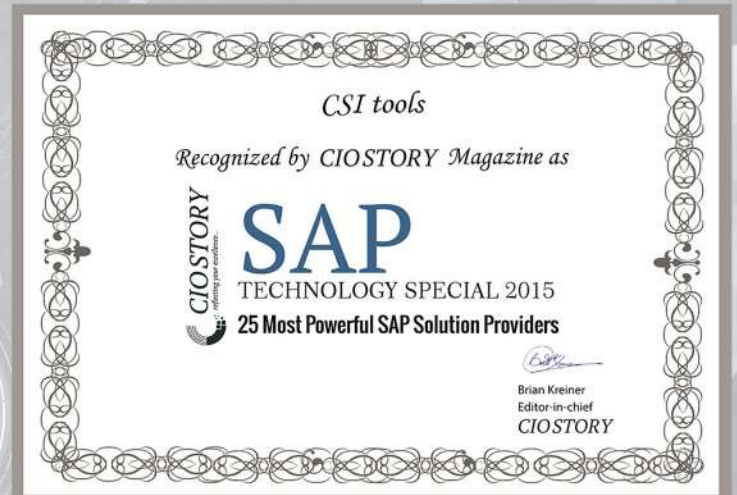 CSI tools
Recognized by CIOSTORY Magazine as
CIOSTORY
reflecting your excellence...
SAP
TECHNOLOGY SPECIAL 2015
25 Most Powerful SAP Solution Providers
Brian Kreiner
Editor-in-chief
CIOSTORY